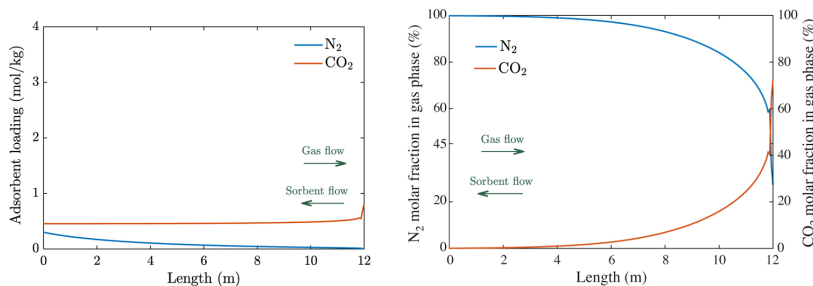 N2
CO2
Adsorbent loading (mol/kg)
4
3
2
1
0
Gas flow
Sorbent flow
0 2 4 6 8 10 12
Length (m)
N2
CO2
N2 molar fraction in gas phase (%)
100
80
60
45
20
0
Gas flow
Sorbent flow
0 2 4 6 8 10 12
Length (m)
100
80
60
40
20
0
CO2 molar fraction in gas phase (%)